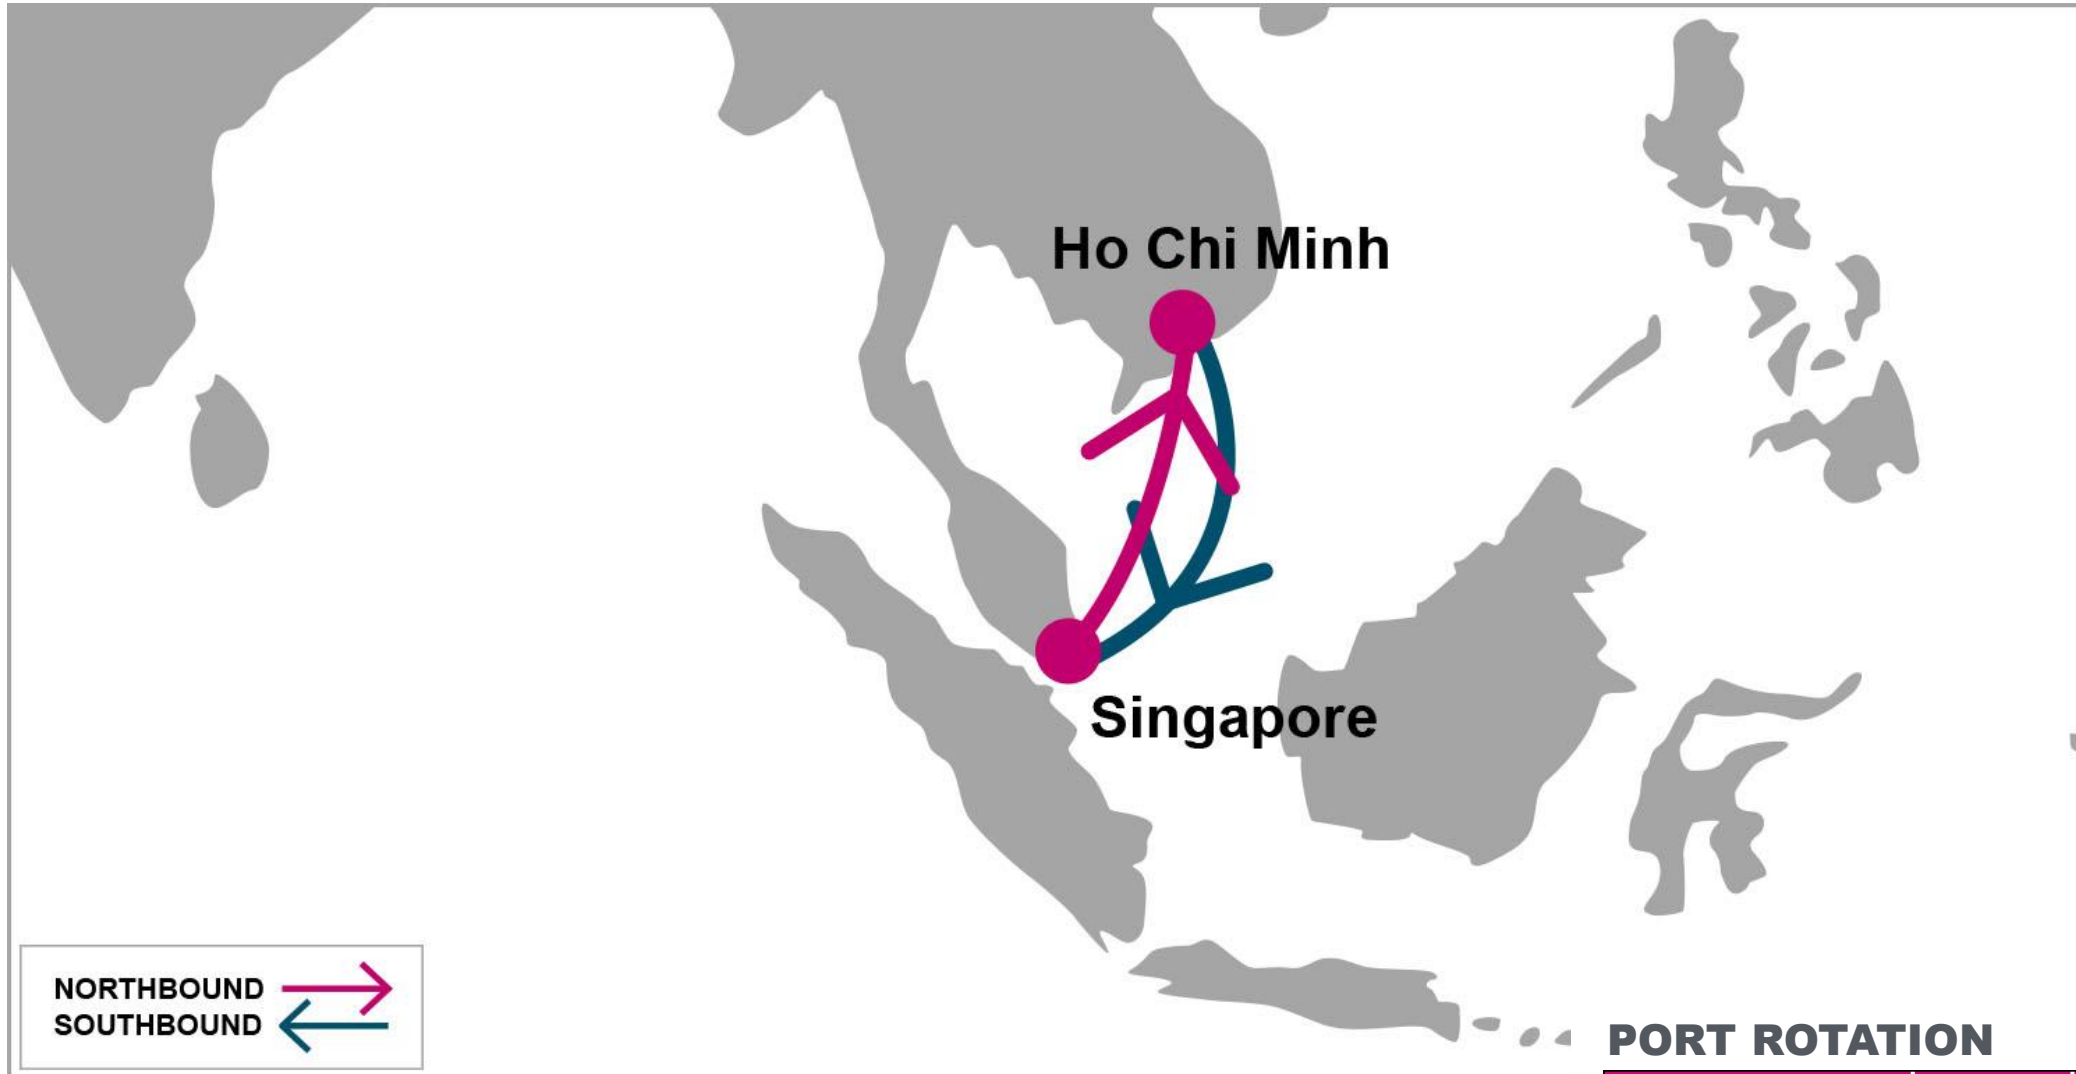 Ho Chi Minh
Singapore
NORTHBOUND
SOUTHBOUND
PORT ROTATION